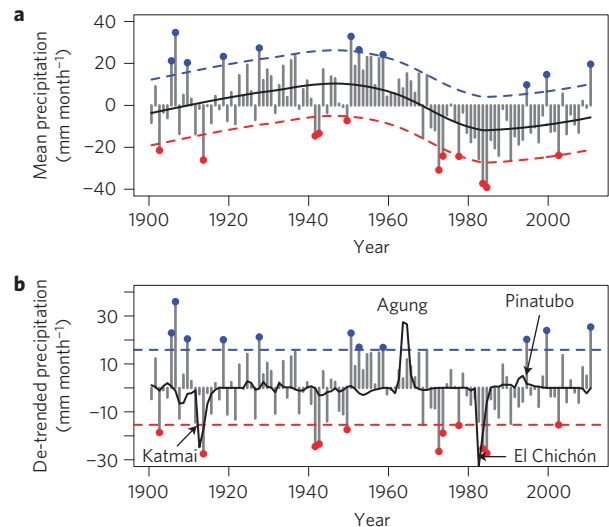 a
Mean precipitation
(mm month−1)
40
20
0
−20
−40
1900
1920
1940
1960
1980
2000
Year
b
De-trended precipitation
(mm month−1)
30
10
−10
−30
Agung
Pinatubo
Katmai
El Chichón
1900
1920
1940
1960
1980
2000
Year